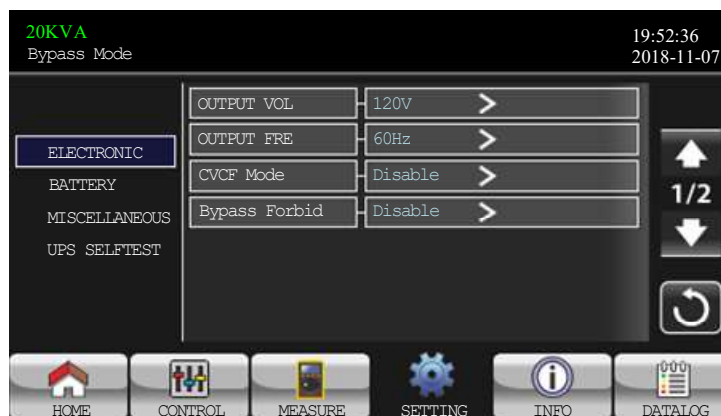 20KVA
Bypass Mode
19:52:36
2018-11-07
ELECTRONIC
BATTERY
MISCELLANEOUS
UPS SELFTEST
OUTPUT VOL 120V >
OUTPUT FRE 60Hz >
CVCF Mode Disable >
Bypass Forbid Disable >
1/2
HOME CONTROL MEASURE SETTING INFO DATALOG